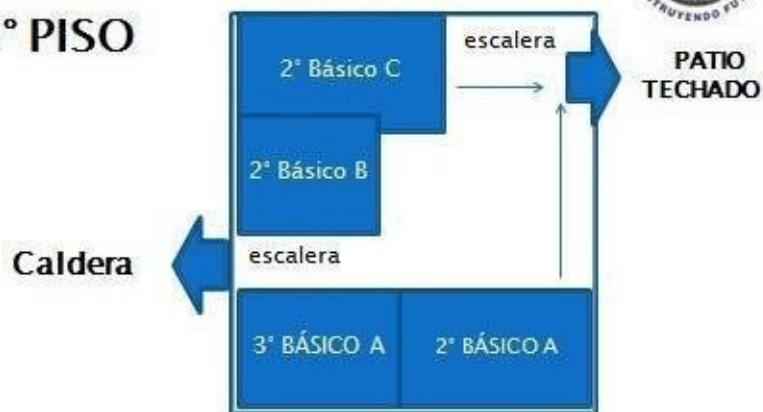 ° PISO
escalera
PATIO
TECHADO
2° Básico C
2° Básico B
Caldera
escalera
3° BÁSICO A
2° BÁSICO A